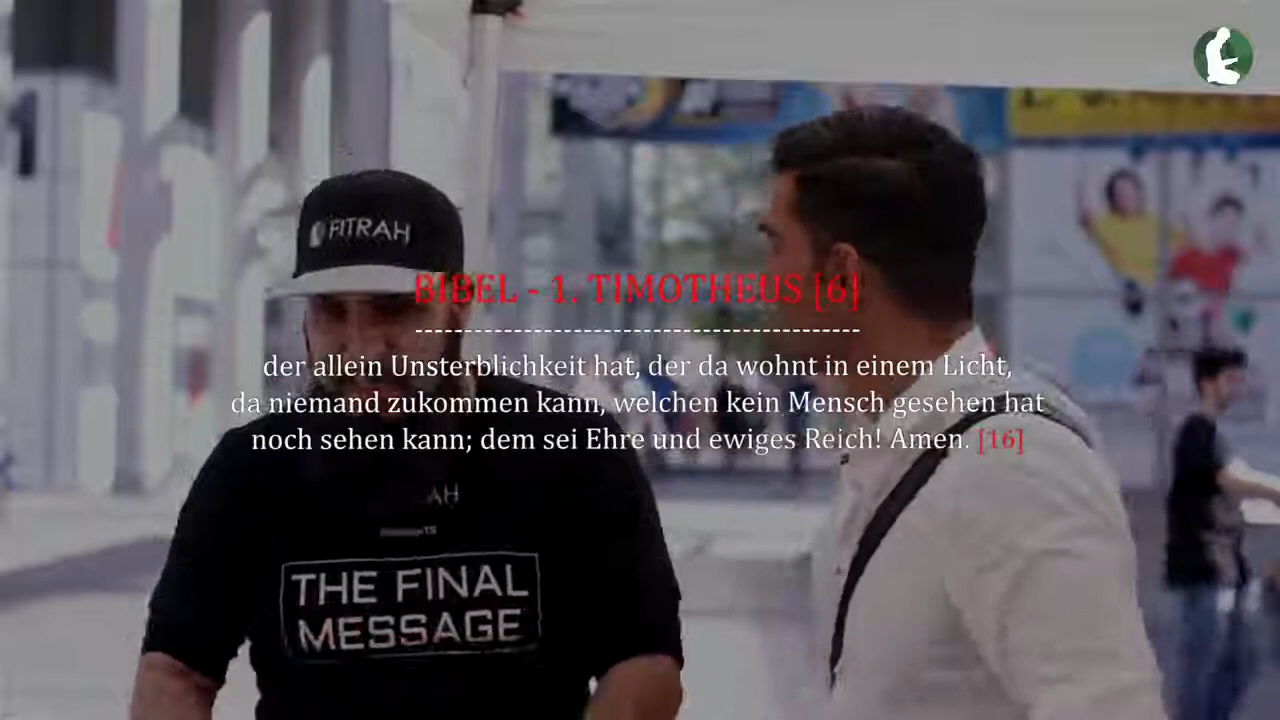 FITRAH
BIBEL - 1. TIMOTHEUS [6]
der allein Unsterblichkeit hat, der da wohnt in einem Licht,
da niemand zukommen kann, welchen kein Mensch gesehen hat
noch sehen kann; dem sei Ehre und ewiges Reich! Amen. [16]
AH
THE FINAL
MESSAGE